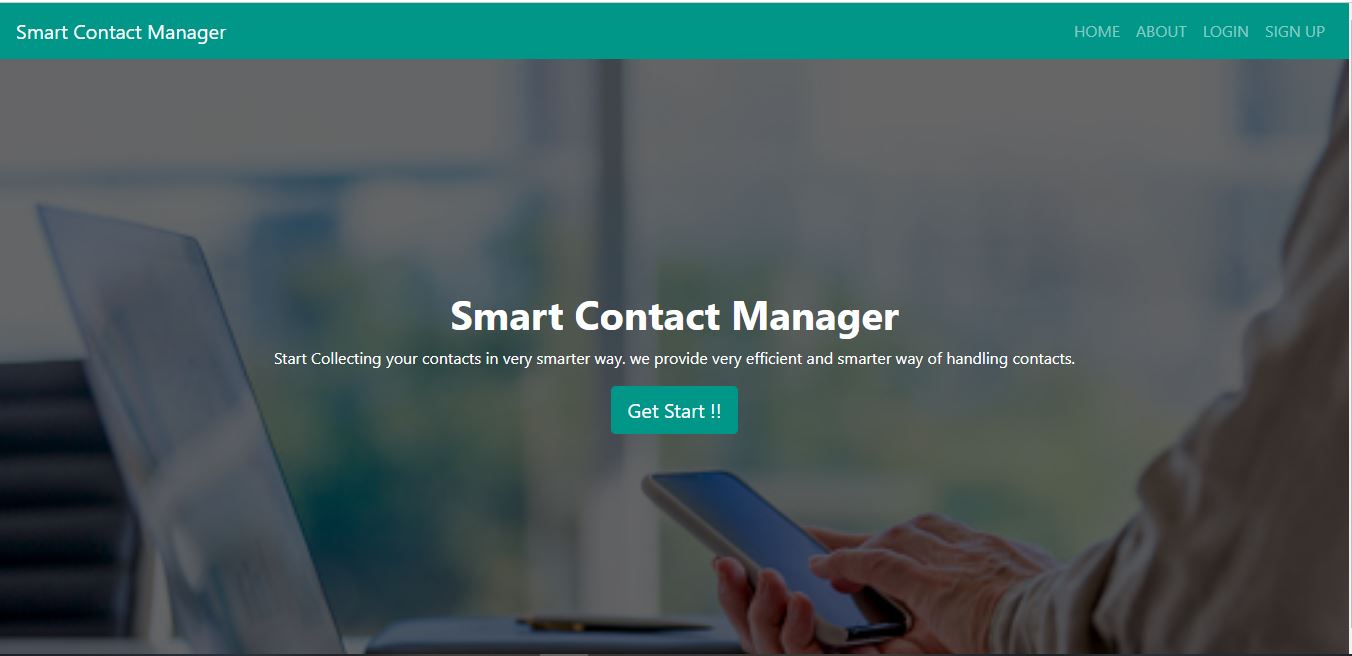 Smart Contact Manager
HOME ABOUT LOGIN SIGN UP
Smart Contact Manager
Start Collecting your contacts in very smarter way. we provide very efficient and smarter way of handling contacts.
Get Start !!